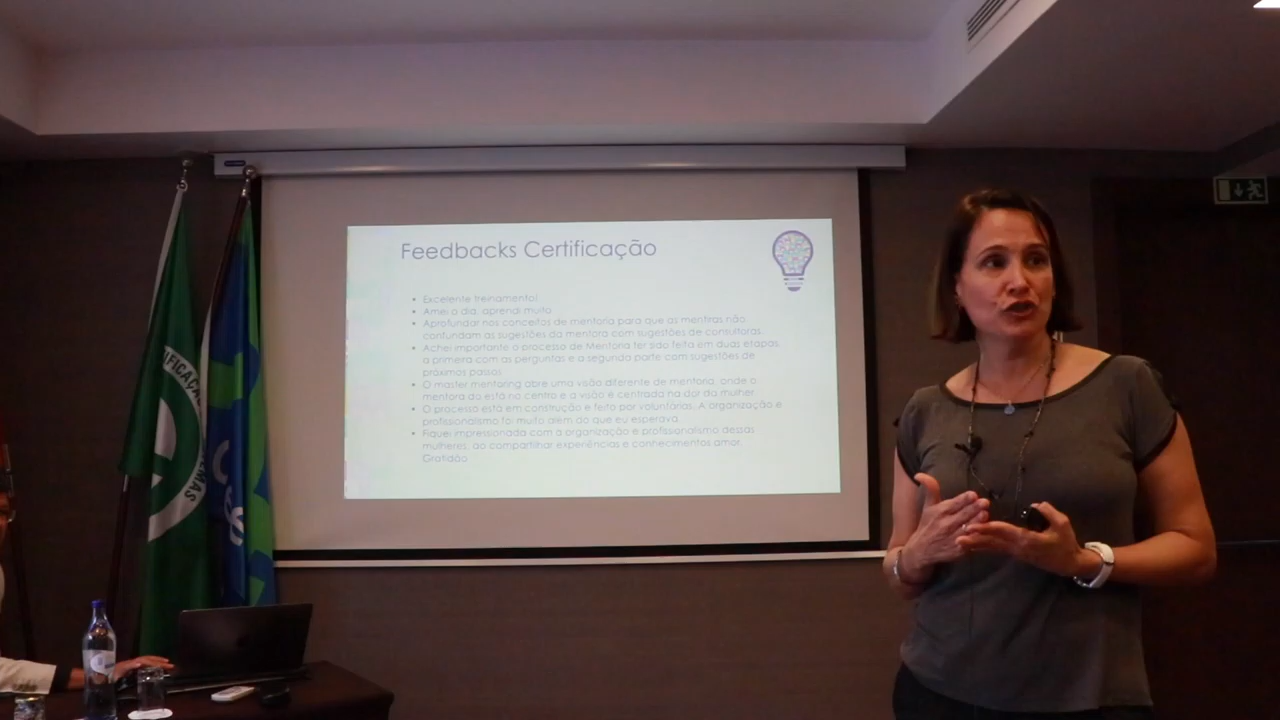 Feedbacks Certificação
• Excelente treinamento!
• Amei o dia, aprendi muito
• Aprofundar nos conceitos de mentoria para que as mentiras não
confundam as sugestões da mentora com sugestões de consultoras.
• Achei importante o processo de Mentoria ter sido feita em duas etapas,
a primeira com as perguntas e a segunda parte com sugestões de
próximos passos.
• O master mentoring abre uma visão diferente de mentoria, onde o
mentora do está no centro e a visão é centrada na dor da mulher
• O processo está em construção e feito por voluntárias. A organização e
profissionalismo foi muito além do que eu esperava.
• Fiquei impressionada com a organização e profissionalismo dessas
mulheres, ao compartilhar experiências e conhecimentos amor.
Gratidão